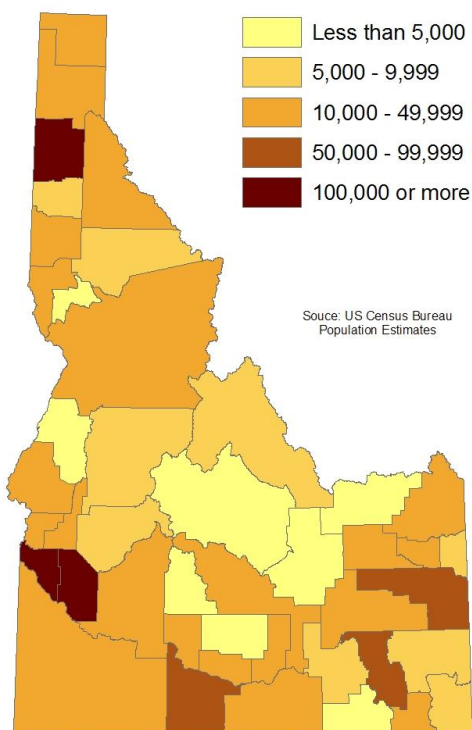 Less than 5,000
5,000 - 9,999
10,000 - 49,999
50,000 - 99,999
100,000 or more
Souce: US Census Bureau
Population Estimates